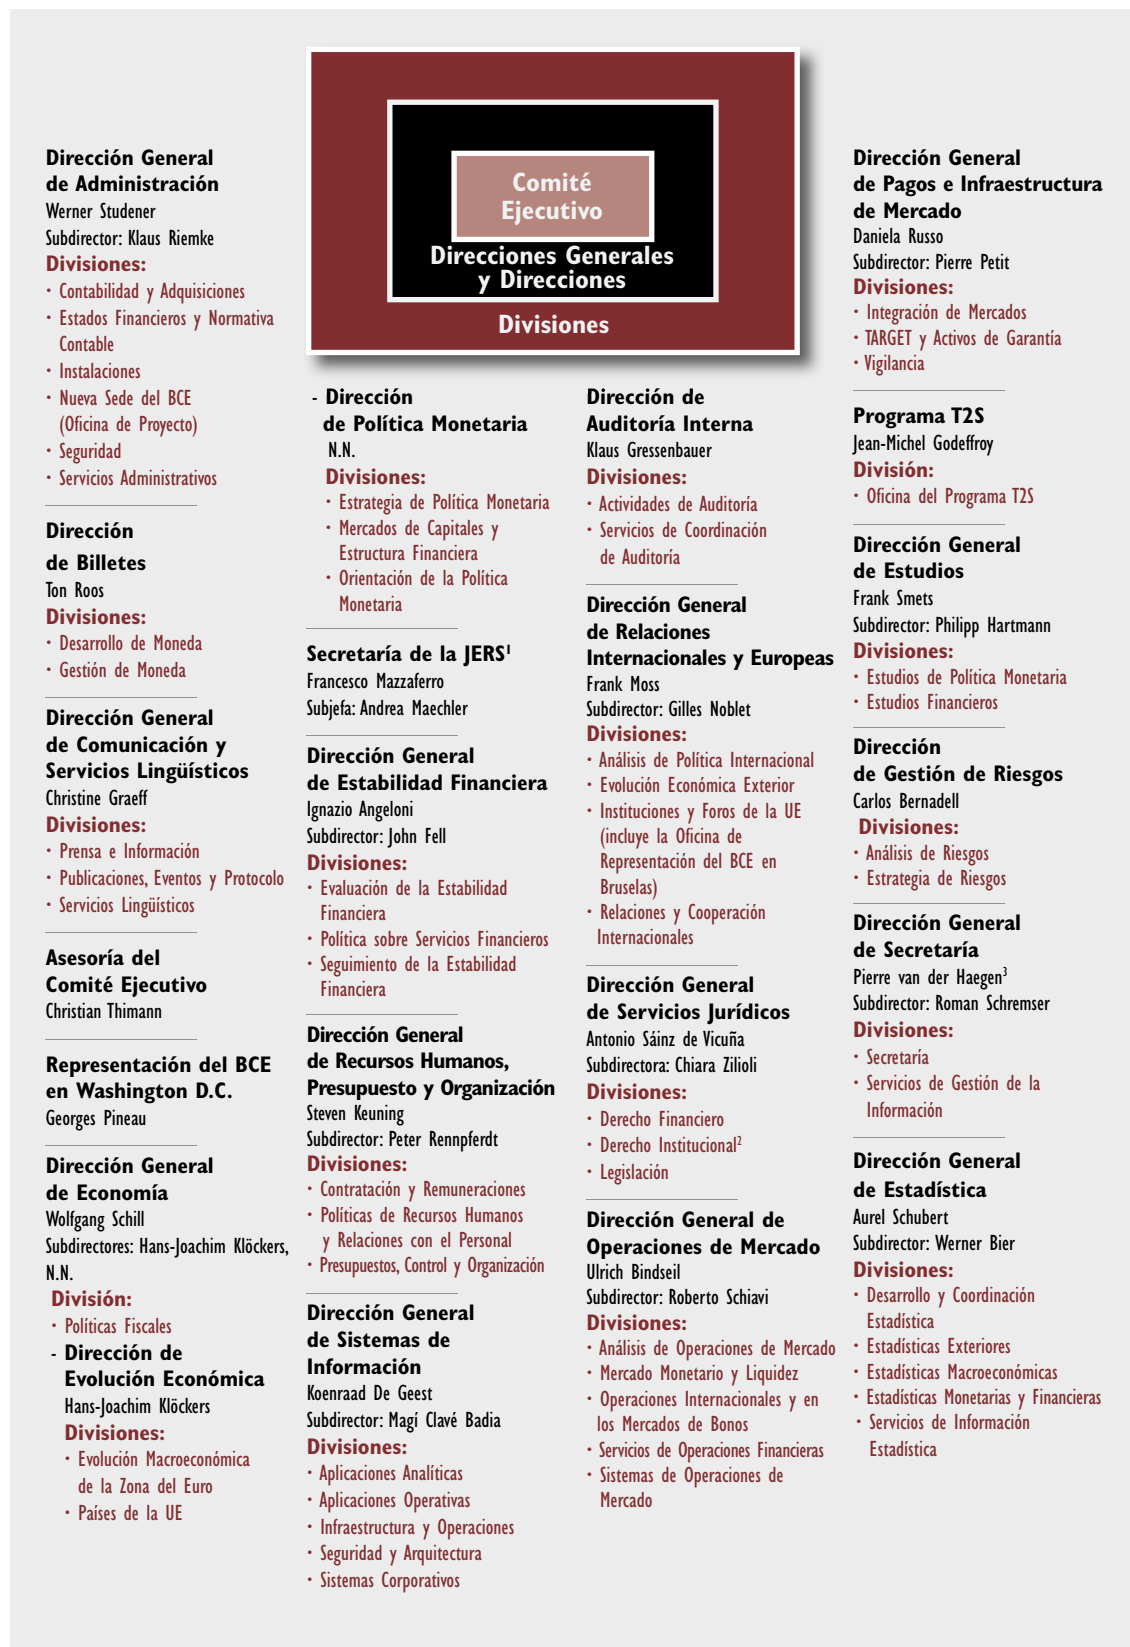 Comité
Ejecutivo
Direcciones Generales
y Direcciones
Divisiones
Dirección General
de Administración
Werner Studener
Subdirector: Klaus Riemke
Divisiones:
• Contabilidad y Adquisiciones
• Estados Financieros y Normativa
Contable
• Instalaciones
• Nueva Sede del BCE
(Oficina de Proyecto)
• Seguridad
• Servicios Administrativos
Dirección
de Billetes
Ton Roos
Divisiones:
• Desarrollo de Moneda
• Gestión de Moneda
Dirección General
de Comunicación y
Servicios Lingüísticos
Christine Graeff
Divisiones:
• Prensa e Información
• Publicaciones, Eventos y Protocolo
• Servicios Lingüísticos
Asesoría del
Comité Ejecutivo
Christian Thimann
Representación del BCE
en Washington D.C.
Georges Pineau
Dirección General
de Economía
Wolfgang Schill
Subdirectores: Hans-Joachim Klöckers,
N.N.
División:
• Políticas Fiscales
- Dirección de
Evolución Económica
Hans-Joachim Klöckers
Divisiones:
• Evolución Macroeconómica
de la Zona del Euro
• Países de la UE
- Dirección
de Política Monetaria
N.N.
Divisiones:
• Estrategia de Política Monetaria
• Mercados de Capitales y
Estructura Financiera
• Orientación de la Política
Monetaria
Secretaría de la JERS¹
Francesco Mazzaferro
Subjefa: Andrea Maechler
Dirección General
de Estabilidad Financiera
Ignazio Angeloni
Subdirector: John Fell
Divisiones:
• Evaluación de la Estabilidad
Financiera
• Política sobre Servicios Financieros
• Seguimiento de la Estabilidad
Financiera
Dirección General
de Recursos Humanos,
Presupuesto y Organización
Steven Keuning
Subdirector: Peter Rennpferdt
Divisiones:
• Contratación y Remuneraciones
• Políticas de Recursos Humanos
y Relaciones con el Personal
• Presupuestos, Control y Organización
Dirección General
de Sistemas de
Información
Koenraad De Geest
Subdirector: Magí Clavé Badia
Divisiones:
• Aplicaciones Analíticas
• Aplicaciones Operativas
• Infraestructura y Operaciones
• Seguridad y Arquitectura
• Sistemas Corporativos
Dirección de
Auditoría Interna
Klaus Gressenbauer
Divisiones:
• Actividades de Auditoría
• Servicios de Coordinación
de Auditoría
Dirección General
de Relaciones
Internacionales y Europeas
Frank Moss
Subdirector: Gilles Noblet
Divisiones:
• Análisis de Política Internacional
• Evolución Económica Exterior
• Instituciones y Foros de la UE
(incluye la Oficina de
Representación del BCE en
Bruselas)
• Relaciones y Cooperación
Internacionales
Dirección General
de Servicios Jurídicos
Antonio Sáinz de Vicuña
Subdirectora: Chiara Zilioli
Divisiones:
• Derecho Financiero
• Derecho Institucional²
• Legislación
Dirección General de
Operaciones de Mercado
Ulrich Bindseil
Subdirector: Roberto Schiavi
Divisiones:
• Análisis de Operaciones de Mercado
• Mercado Monetario y Liquidez
• Operaciones Internacionales y en
los Mercados de Bonos
• Servicios de Operaciones Financieras
• Sistemas de Operaciones de
Mercado
Dirección General
de Pagos e Infraestructura
de Mercado
Daniela Russo
Subdirector: Pierre Petit
Divisiones:
• Integración de Mercados
• TARGET y Activos de Garantía
• Vigilancia
Programa T2S
Jean-Michel Godeffroy
División:
• Oficina del Programa T2S
Dirección General
de Estudios
Frank Smets
Subdirector: Philipp Hartmann
Divisiones:
• Estudios de Política Monetaria
• Estudios Financieros
Dirección
de Gestión de Riesgos
Carlos Bernadell
Divisiones:
• Análisis de Riesgos
• Estrategia de Riesgos
Dirección General
de Secretaría
Pierre van der Haegen³
Subdirector: Roman Schremser
Divisiones:
• Secretaría
• Servicios de Gestión de la
Información
Dirección General
de Estadística
Aurel Schubert
Subdirector: Werner Bier
Divisiones:
• Desarrollo y Coordinación
Estadística
• Estadísticas Exteriores
• Estadísticas Macroeconómicas
• Estadísticas Monetarias y Financieras
• Servicios de Información
Estadística